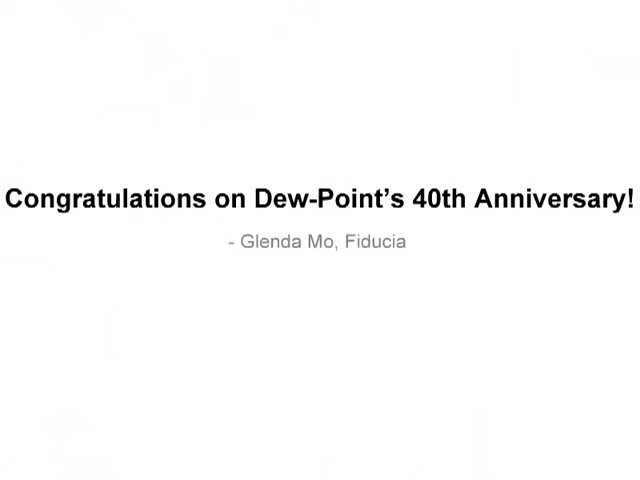 Congratulations on Dew-Point’s 40th Anniversary!
- Glenda Mo, Fiducia